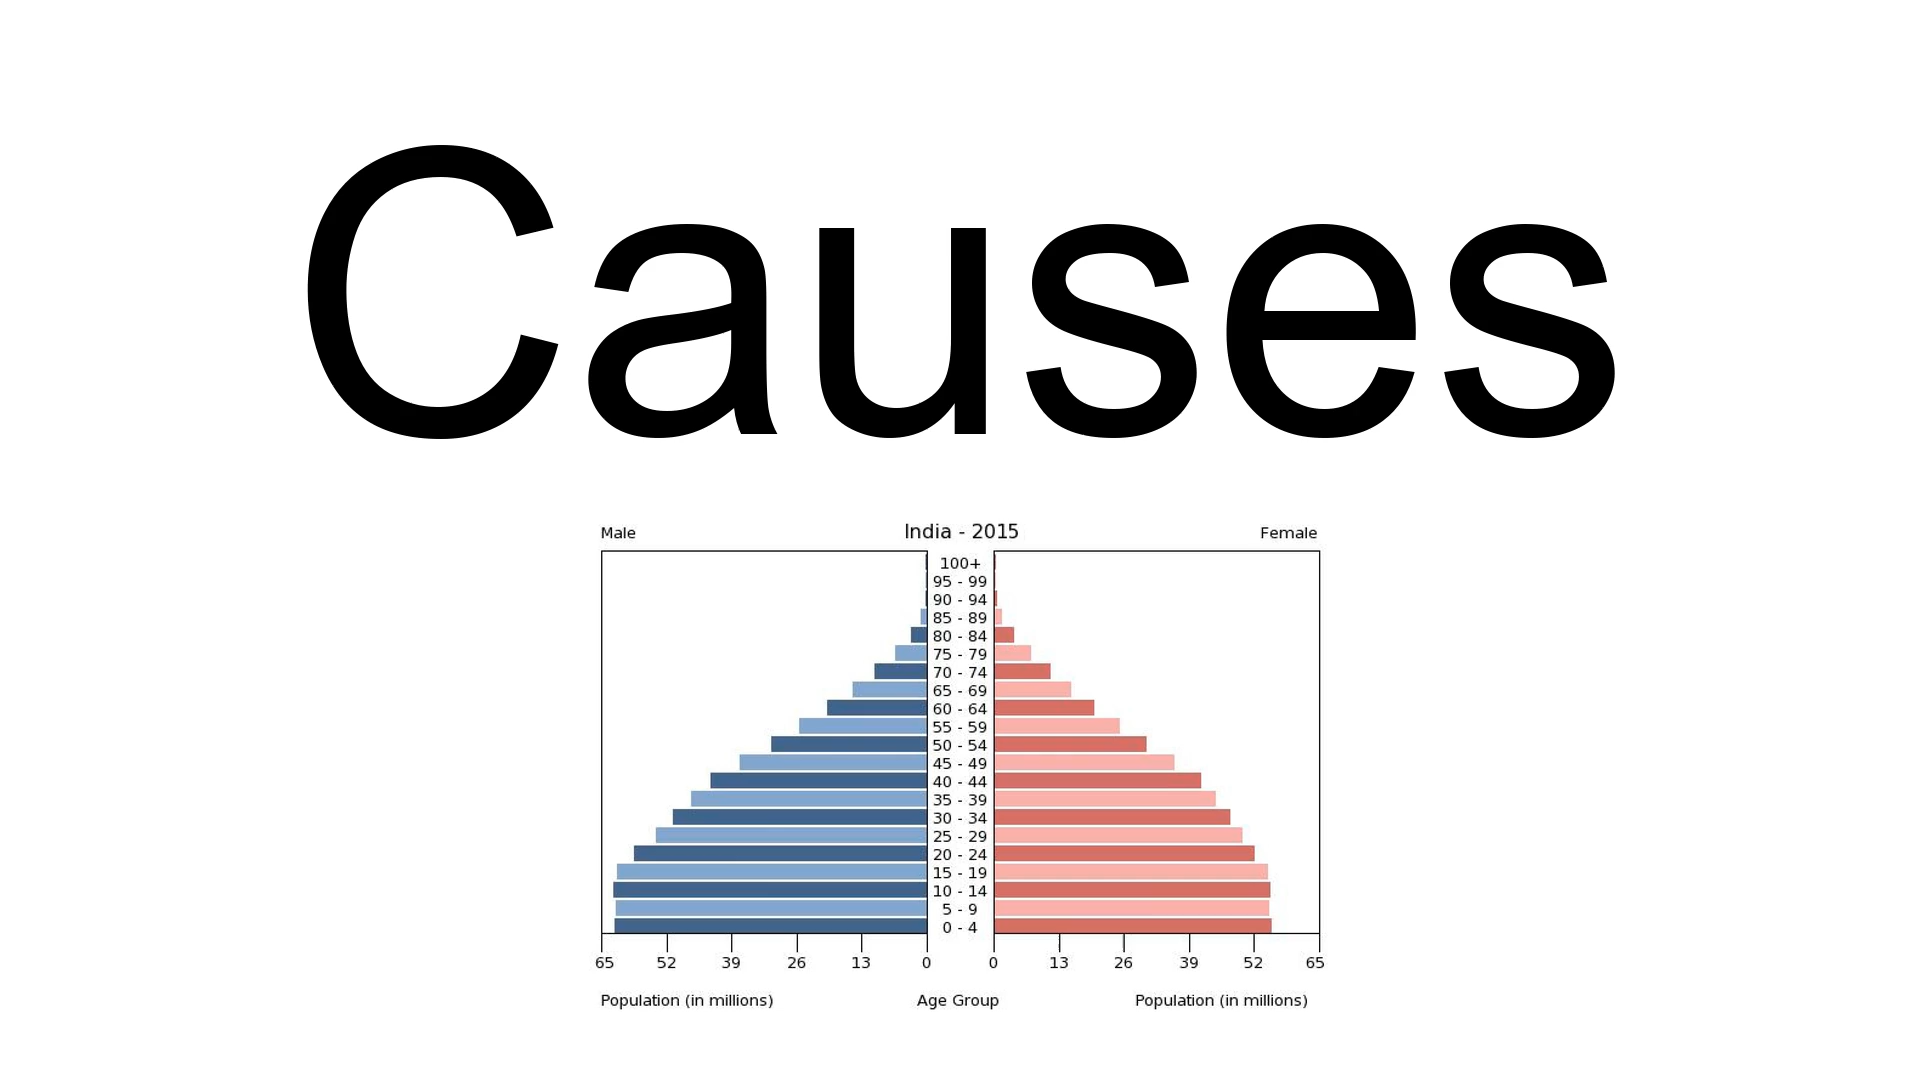 Causes
Male India - 2015 Female
100+
95 - 99
90 - 94
85 - 89
80 - 84
75 - 79
70 - 74
65 - 69
60 - 64
55 - 59
50 - 54
45 - 49
40 - 44
35 - 39
30 - 34
25 - 29
20 - 24
15 - 19
10 - 14
5 - 9
0 - 4
65 52 39 26 13 0 0 13 26 39 52 65
Population (in millions) Age Group Population (in millions)